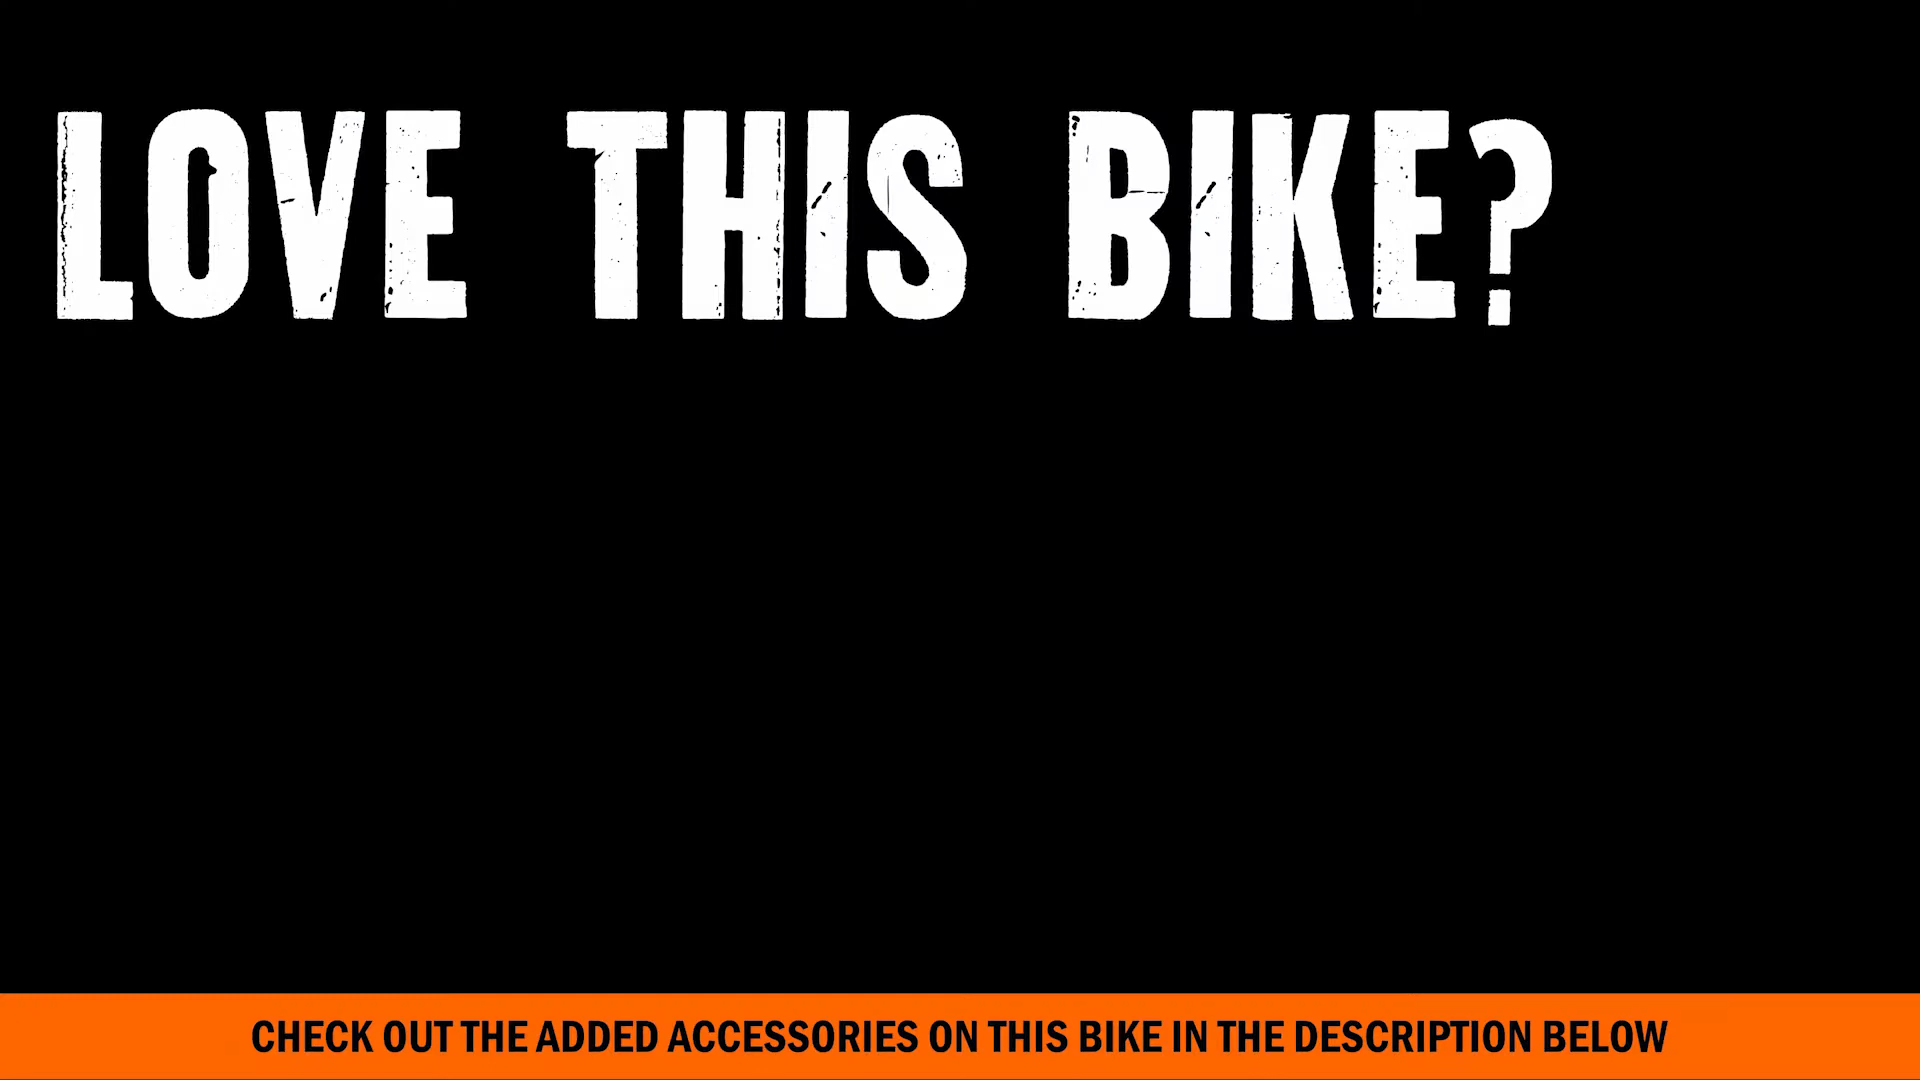 LOVE THIS BIKE?
CHECK OUT THE ADDED ACCESSORIES ON THIS BIKE IN THE DESCRIPTION BELOW